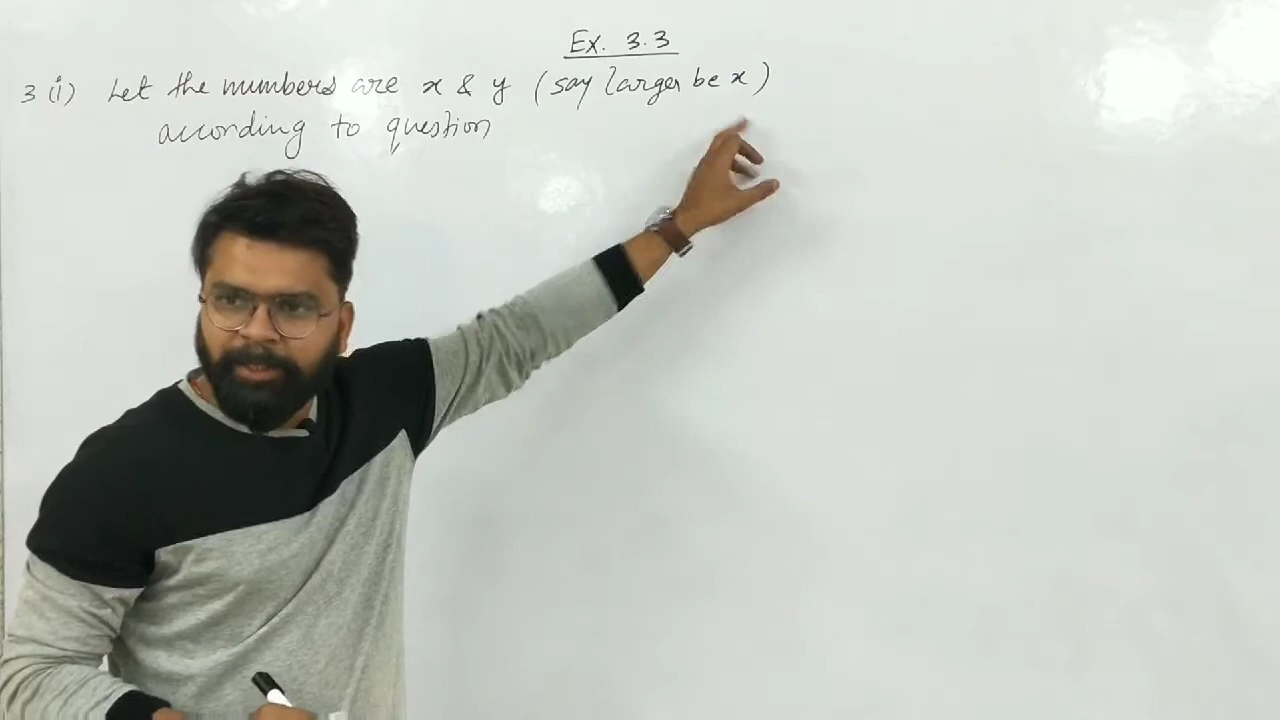 Ex. 3.3
3 (i) Let the numbers are x & y (say larger be x)
according to question